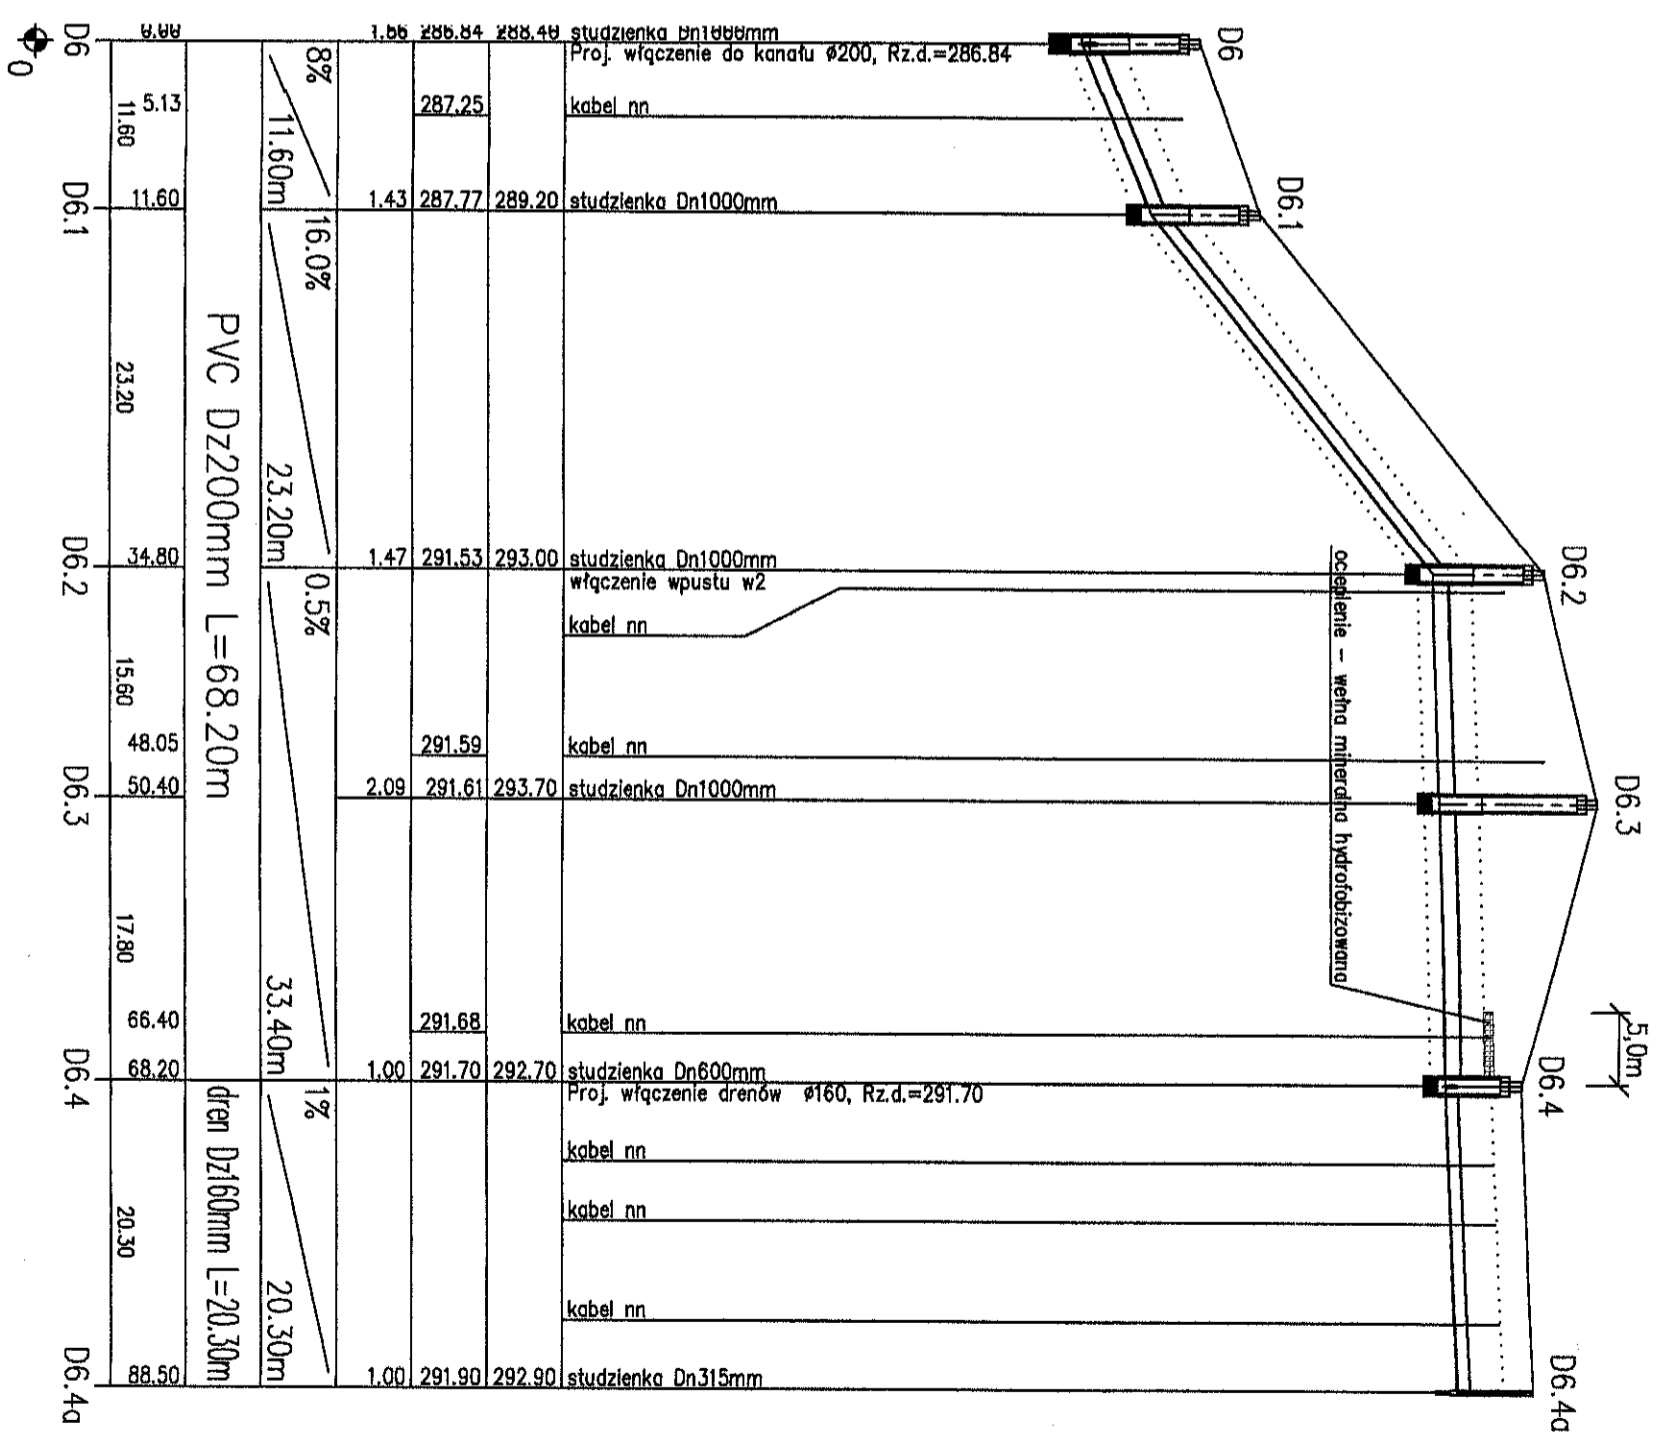 D6
0.00
1.66 286.84 288.40 studzienka Dn1000mm
Proj. włączenie do kanału ø200, Rz.d.=286.84
D6
0
8%
11.60m
5.13
11.60
287.25 kabel nn
D6.1
11.60
1.43 287.77 289.20 studzienka Dn1000mm
D6.1
16.0%
23.20m
23.20
PVC Dz200mm L=68.20m
D6.2
34.80
1.47 291.53 293.00 studzienka Dn1000mm
włączenie wpustu w2
kabel nn
D6.2
0.5%
33.40m
15.60
ocieplenie – wełna mineralna hydrofobizowana
48.05
291.59 kabel nn
D6.3
50.40
2.09 291.61 293.70 studzienka Dn1000mm
D6.3
17.80
66.40
291.68 kabel nn
5,0m
D6.4
68.20
1.00 291.70 292.70 studzienka Dn600mm
Proj. włączenie drenów ø160, Rz.d.=291.70
D6.4
1%
20.30m
20.30
dren Dz160mm L=20.30m
kabel nn
kabel nn
kabel nn
D6.4a
88.50
1.00 291.90 292.90 studzienka Dn315mm
D6.4a